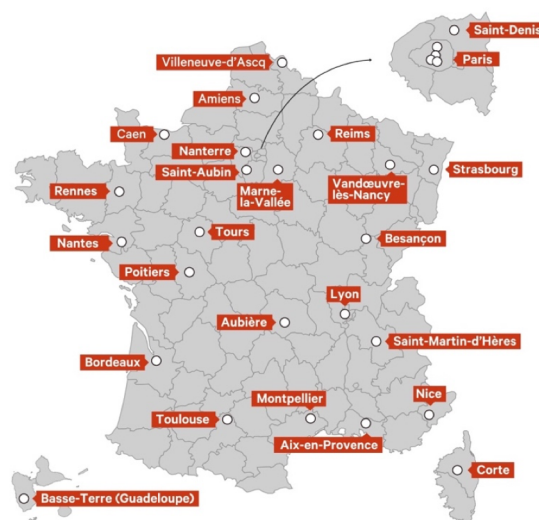 Saint-Denis
Villeneuve-d'Ascq
Paris
Amiens
Caen
Reims
Nanterre
Saint-Aubin
Marne-
la-Vallée
Vandœuvre-
lès-Nancy
Strasbourg
Rennes
Tours
Nantes
Besançon
Poitiers
Lyon
Aubière
Saint-Martin-d'Hères
Bordeaux
Montpellier
Nice
Toulouse
Aix-en-Provence
Corte
Basse-Terre (Guadeloupe)